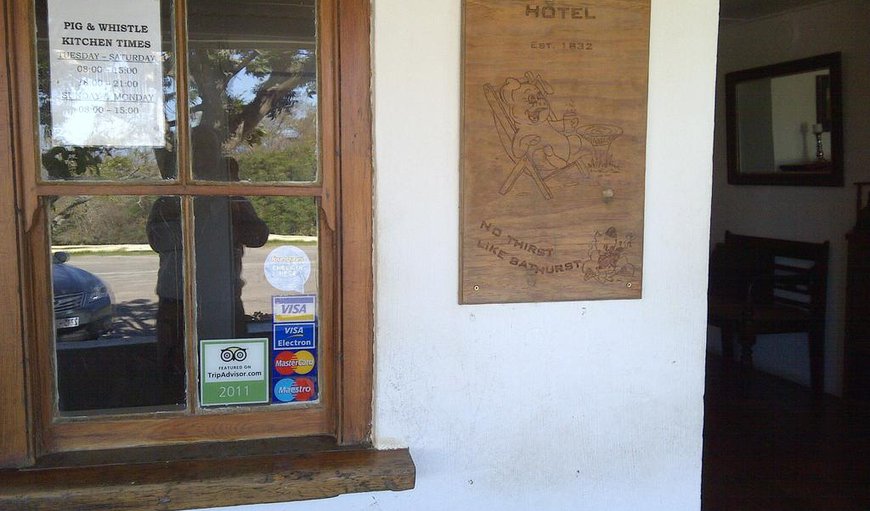 PIG & WHISTLE
KITCHEN TIMES
TUESDAY – SATURDAY
08:00 – 15:00
18:00 – 21:00
SUNDAY & MONDAY
08:00 – 15:00
HOTEL
EST. 1832
NO THIRST
LIKE BATHURST
VISA
VISA
Electron
MasterCard
Maestro
FEATURED ON
TripAdvisor.com
2011